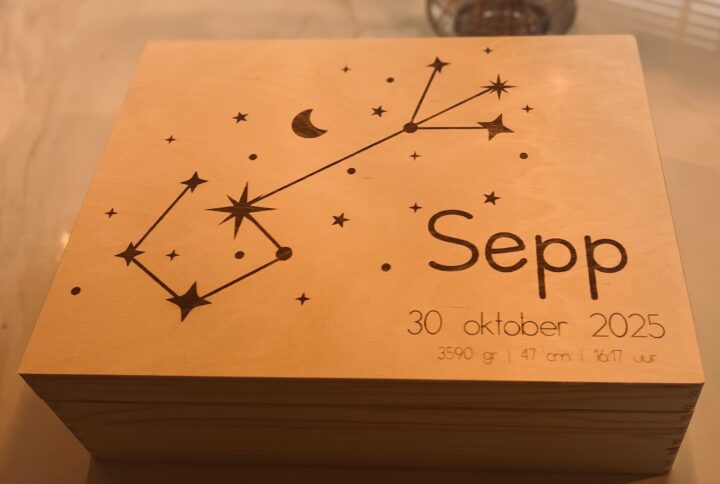 Sepp
30 oktober 2025
3590 gr | 47 cm | 16:17 uur